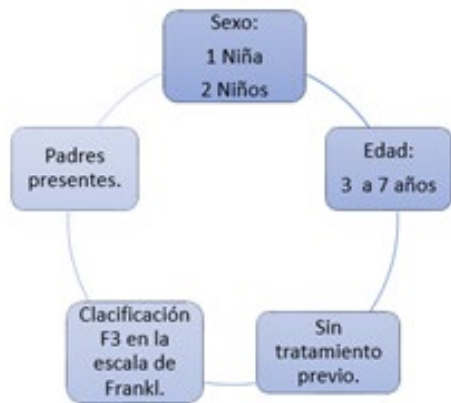 Sexo:
1 Niña
2 Niños
Edad:
3 a 7 años
Sin
tratamiento
previo.
Clacificación
F3 en la
escala de
Frankl.
Padres
presentes.